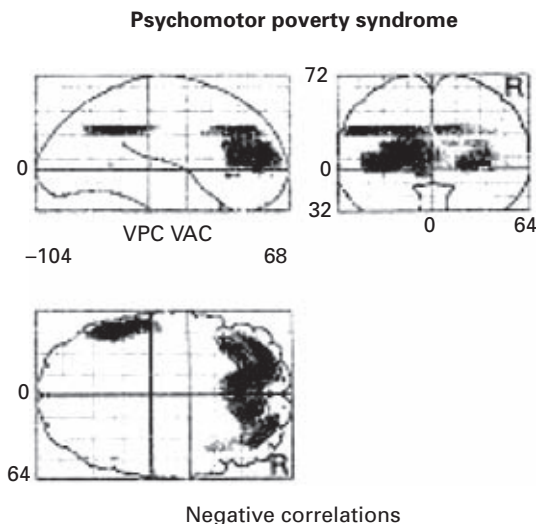 Psychomotor poverty syndrome
72
R
0
0
32
VPC VAC
0
64
–104
68
0
64
R
Negative correlations